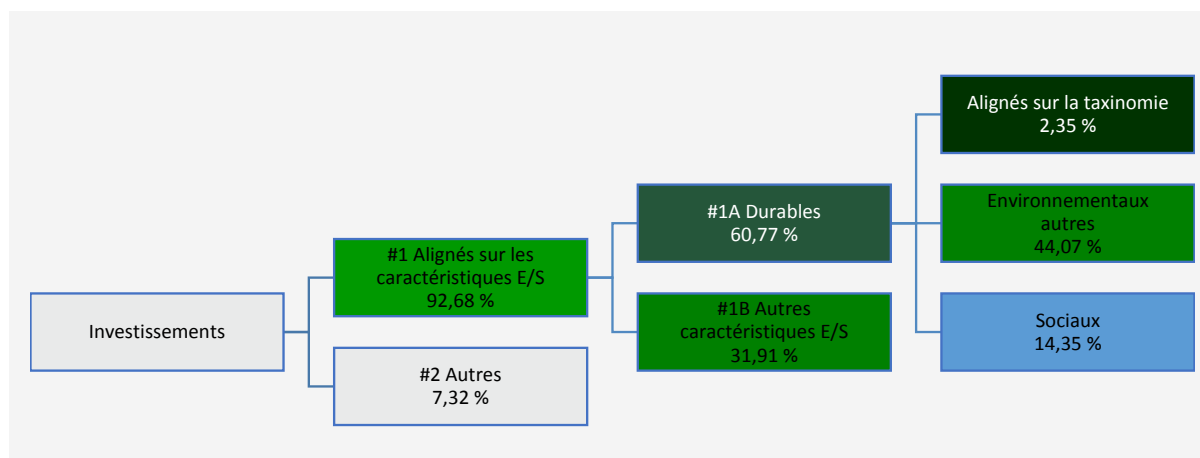 Investissements
#1 Alignés sur les
caractéristiques E/S
92,68 %
#2 Autres
7,32 %
#1A Durables
60,77 %
#1B Autres
caractéristiques E/S
31,91 %
Alignés sur la taxinomie
2,35 %
Environnementaux
autres
44,07 %
Sociaux
14,35 %